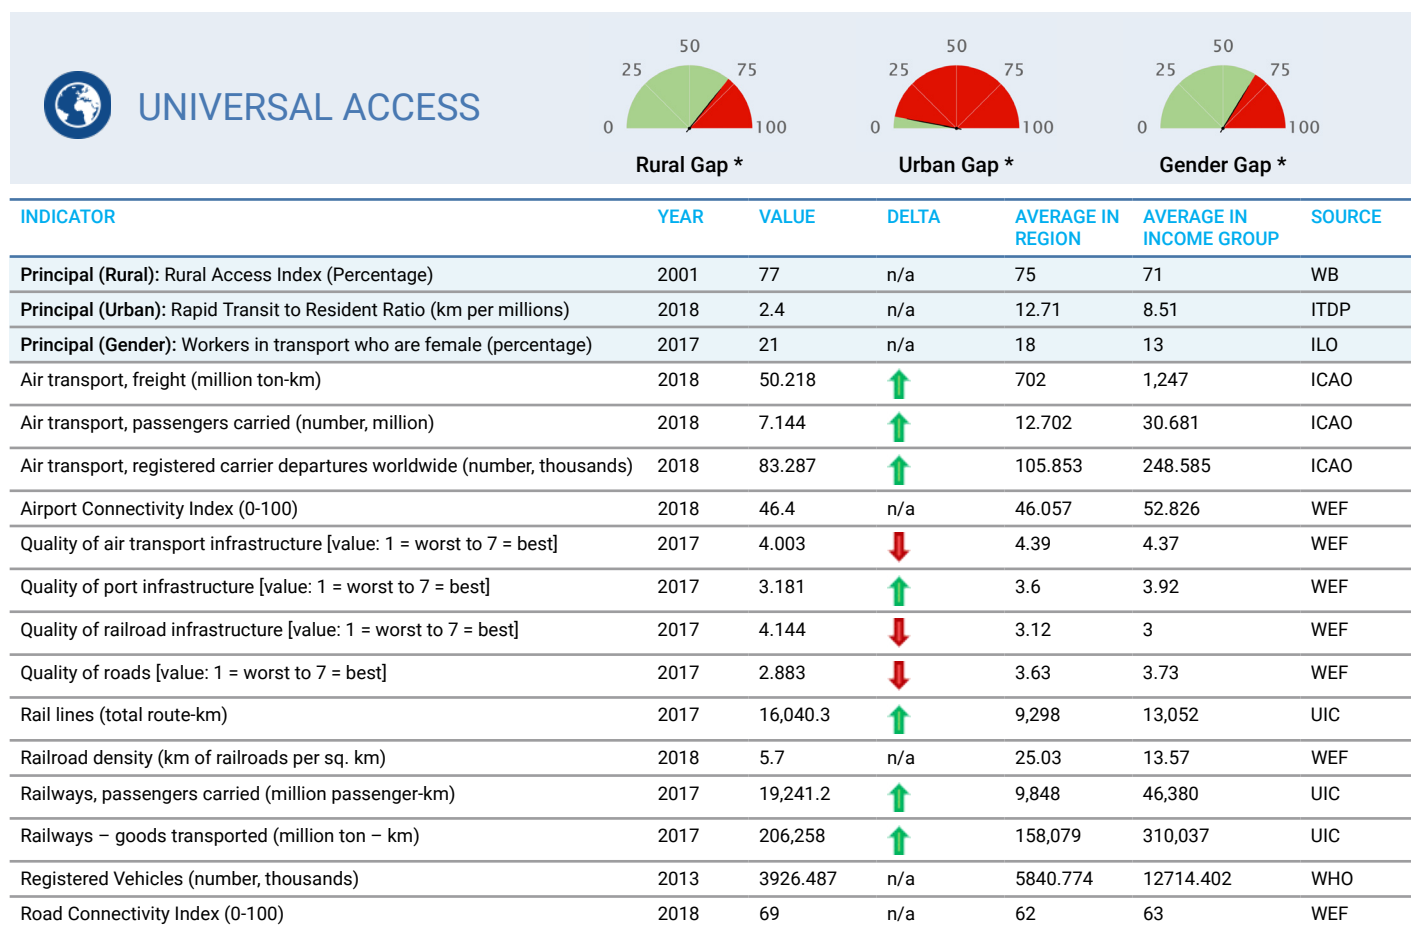 50 50 50
25 75 25 75 25 75
UNIVERSAL ACCESS
0 100 0 100 0 100
Rural Gap * Urban Gap * Gender Gap *
INDICATOR YEAR VALUE DELTA AVERAGE IN REGION AVERAGE IN INCOME GROUP SOURCE
Principal (Rural): Rural Access Index (Percentage) 2001 77 n/a 75 71 WB
Principal (Urban): Rapid Transit to Resident Ratio (km per millions) 2018 2.4 n/a 12.71 8.51 ITDP
Principal (Gender): Workers in transport who are female (percentage) 2017 21 n/a 18 13 ILO
Air transport, freight (million ton-km) 2018 50.218 702 1,247 ICAO
Air transport, passengers carried (number, million) 2018 7.144 12.702 30.681 ICAO
Air transport, registered carrier departures worldwide (number, thousands) 2018 83.287 105.853 248.585 ICAO
Airport Connectivity Index (0-100) 2018 46.4 n/a 46.057 52.826 WEF
Quality of air transport infrastructure [value: 1 = worst to 7 = best] 2017 4.003 4.39 4.37 WEF
Quality of port infrastructure [value: 1 = worst to 7 = best] 2017 3.181 3.6 3.92 WEF
Quality of railroad infrastructure [value: 1 = worst to 7 = best] 2017 4.144 3.12 3 WEF
Quality of roads [value: 1 = worst to 7 = best] 2017 2.883 3.63 3.73 WEF
Rail lines (total route-km) 2017 16,040.3 9,298 13,052 UIC
Railroad density (km of railroads per sq. km) 2018 5.7 n/a 25.03 13.57 WEF
Railways, passengers carried (million passenger-km) 2017 19,241.2 9,848 46,380 UIC
Railways – goods transported (million ton – km) 2017 206,258 158,079 310,037 UIC
Registered Vehicles (number, thousands) 2013 3926.487 n/a 5840.774 12714.402 WHO
Road Connectivity Index (0-100) 2018 69 n/a 62 63 WEF